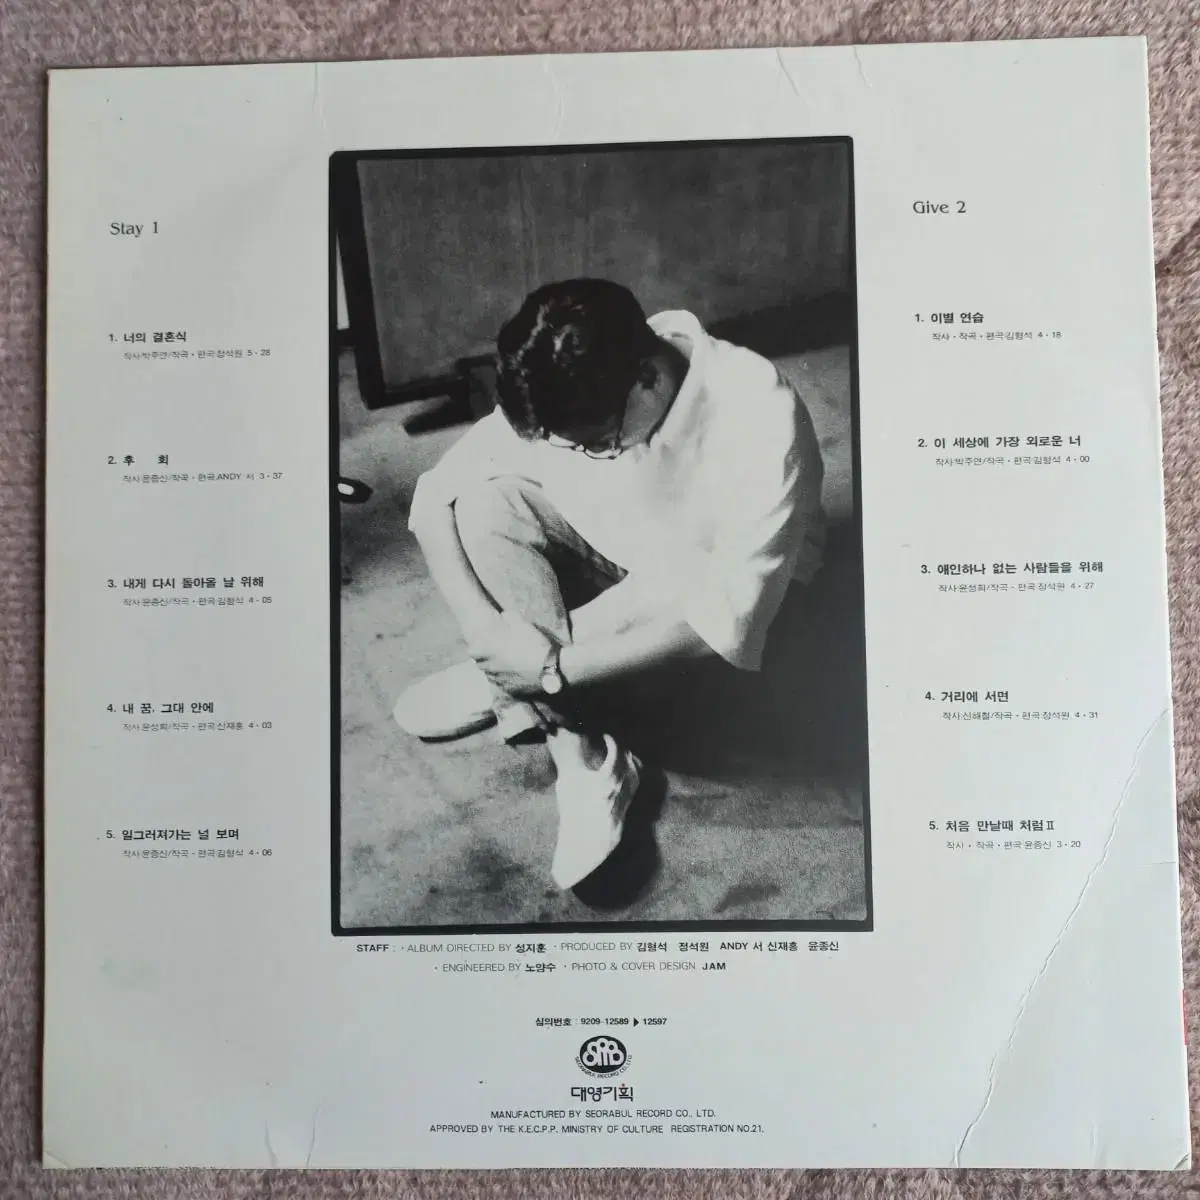 Stay 1
1. 너의 결혼식
작사:박주연/작곡·편곡:정석원 5·28
2. 후 회
작사:윤종신/작곡·편곡:ANDY 서 3·37
3. 내게 다시 돌아올 날 위해
작사:윤종신/작곡·편곡:김형석 4·05
4. 내 꿈, 그대 안에
작사:윤성희/작곡·편곡:신재홍 4·03
5. 일그러져가는 널 보며
작사:윤종신/작곡·편곡:김형석 4·06
Give 2
1. 이별 연습
작사·작곡·편곡:김형석 4·18
2. 이 세상에 가장 외로운 너
작사:박주연/작곡·편곡:김형석 4·00
3. 애인하나 없는 사람들을 위해
작사:윤성희/작곡·편곡:정석원 4·27
4. 거리에 서면
작사:신해철/작곡·편곡:정석원 4·31
5. 처음 만날때 처럼 II
작사·작곡·편곡:윤종신 3·20
STAFF : ·ALBUM DIRECTED BY 성지훈 ·PRODUCED BY 김형석 정석원 ANDY 서 신재홍 윤종신
·ENGINEERED BY 노양수 ·PHOTO & COVER DESIGN JAM
심의번호 : 9209-12589 ▶ 12597
SRB
SEORABUL RECORD CO., LTD.
대영기획
MANUFACTURED BY SEORABUL RECORD CO., LTD.
APPROVED BY THE K.E.C.P.P. MINISTRY OF CULTURE REGISTRATION NO.21.